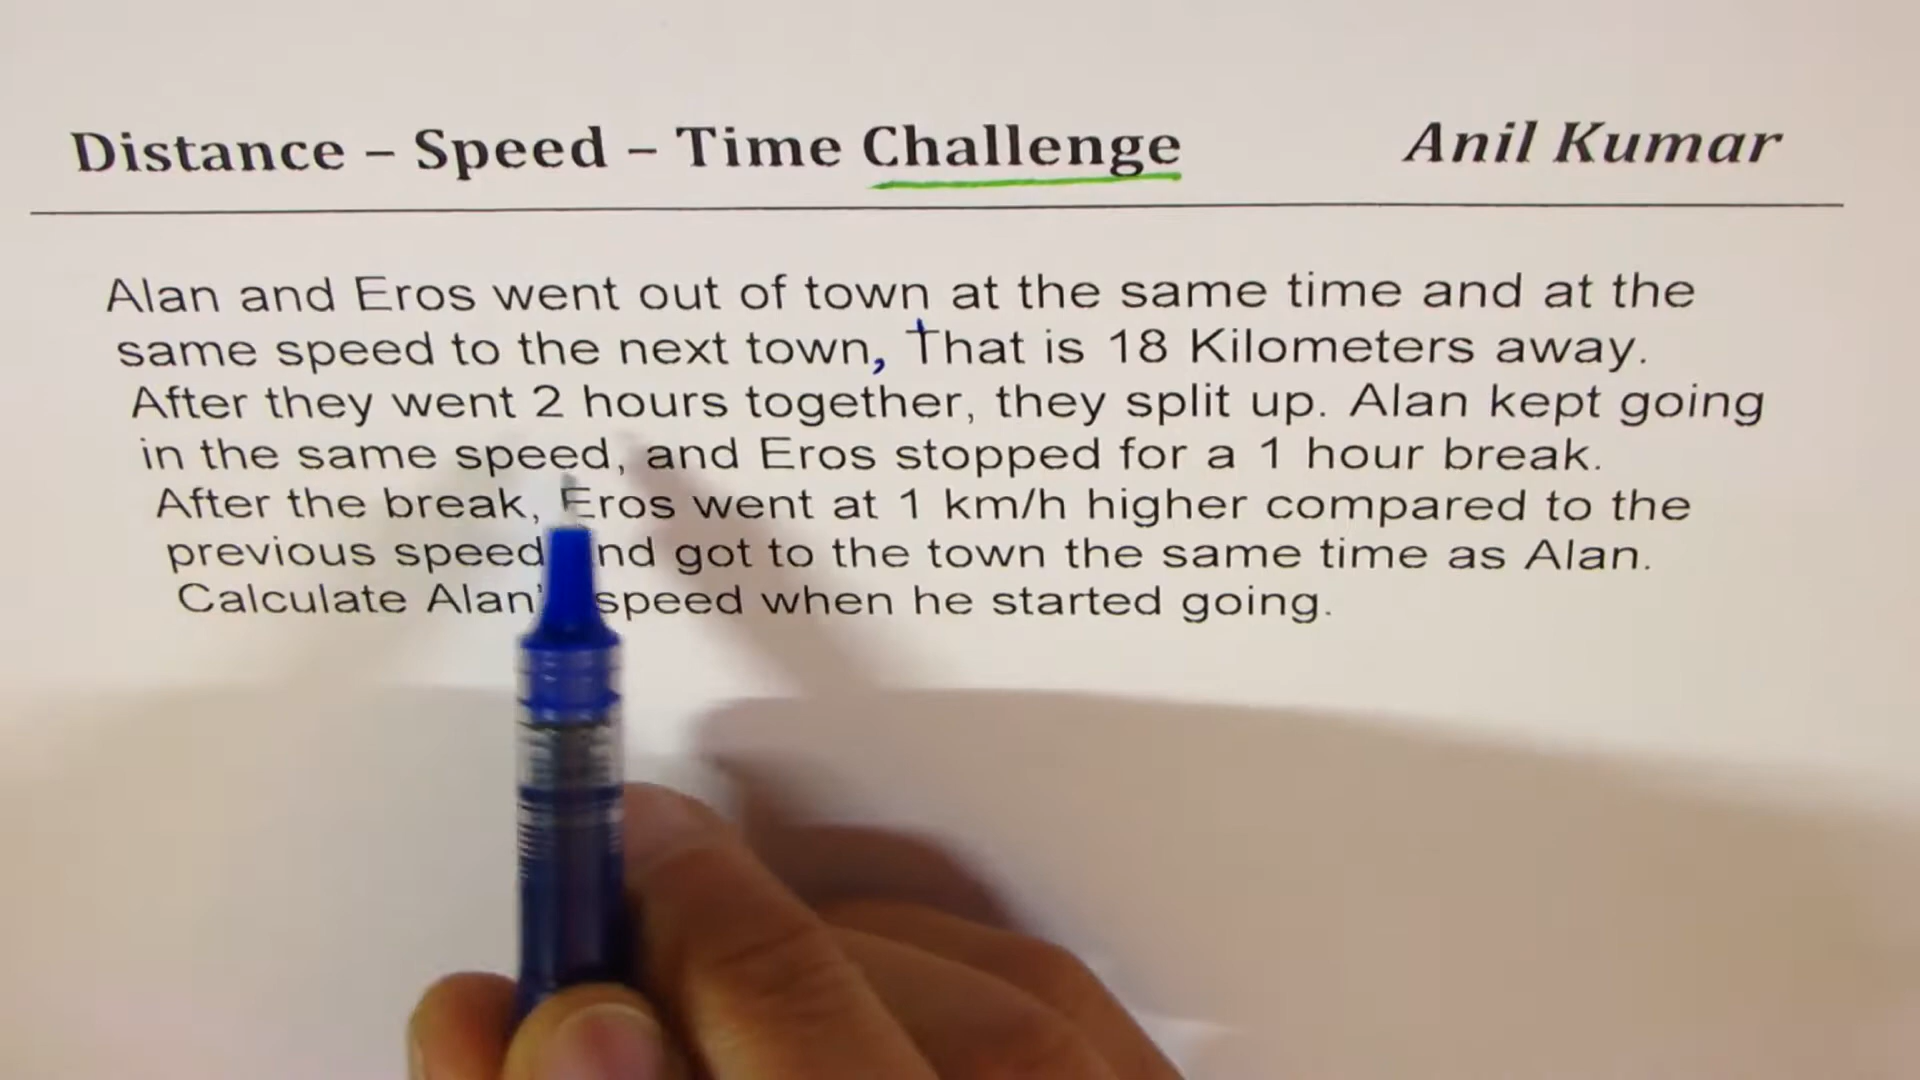 Distance – Speed – Time Challenge
Anil Kumar
Alan and Eros went out of town at the same time and at the
same speed to the next town, That is 18 Kilometers away.
After they went 2 hours together, they split up. Alan kept going
in the same speed, and Eros stopped for a 1 hour break.
After the break, Eros went at 1 km/h higher compared to the
previous speed nd got to the town the same time as Alan.
Calculate Alan' speed when he started going.